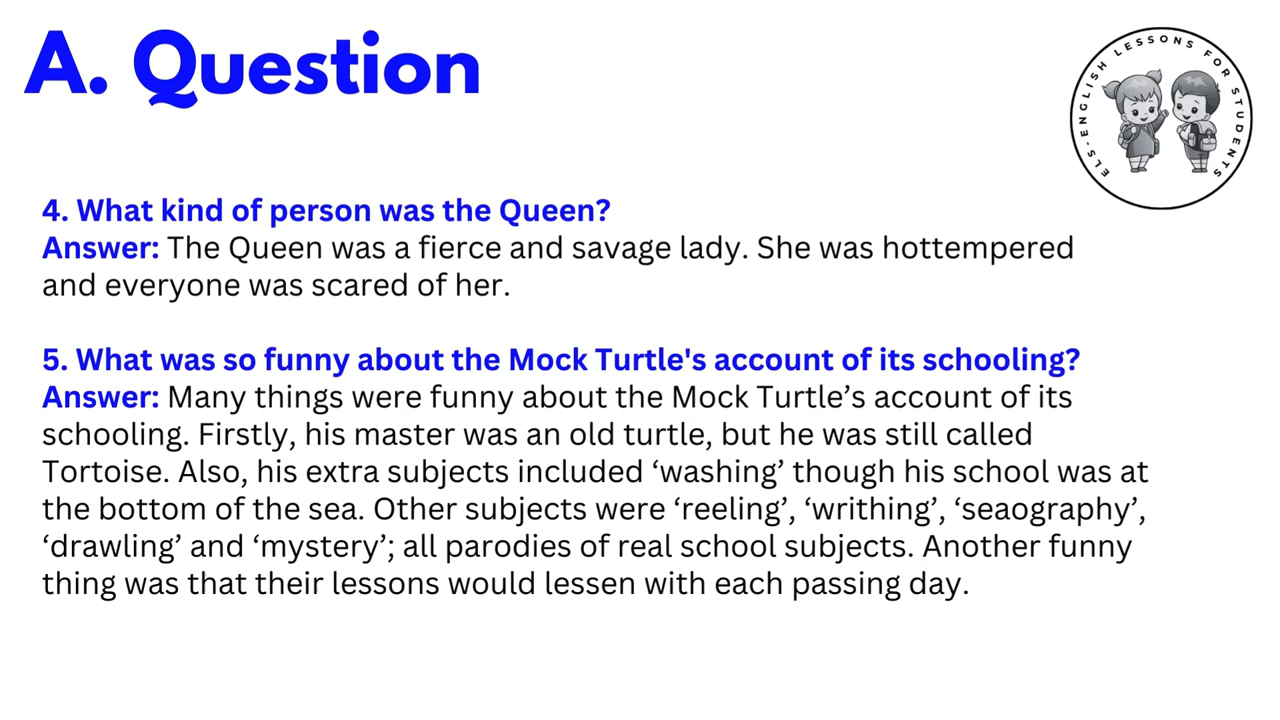 A. Question
ELS-ENGLISH LESSONS FOR STUDENTS
4. What kind of person was the Queen?
Answer: The Queen was a fierce and savage lady. She was hottempered
and everyone was scared of her.
5. What was so funny about the Mock Turtle's account of its schooling?
Answer: Many things were funny about the Mock Turtle’s account of its
schooling. Firstly, his master was an old turtle, but he was still called
Tortoise. Also, his extra subjects included ‘washing’ though his school was at
the bottom of the sea. Other subjects were ‘reeling’, ‘writhing’, ‘seaography’,
‘drawling’ and ‘mystery’; all parodies of real school subjects. Another funny
thing was that their lessons would lessen with each passing day.